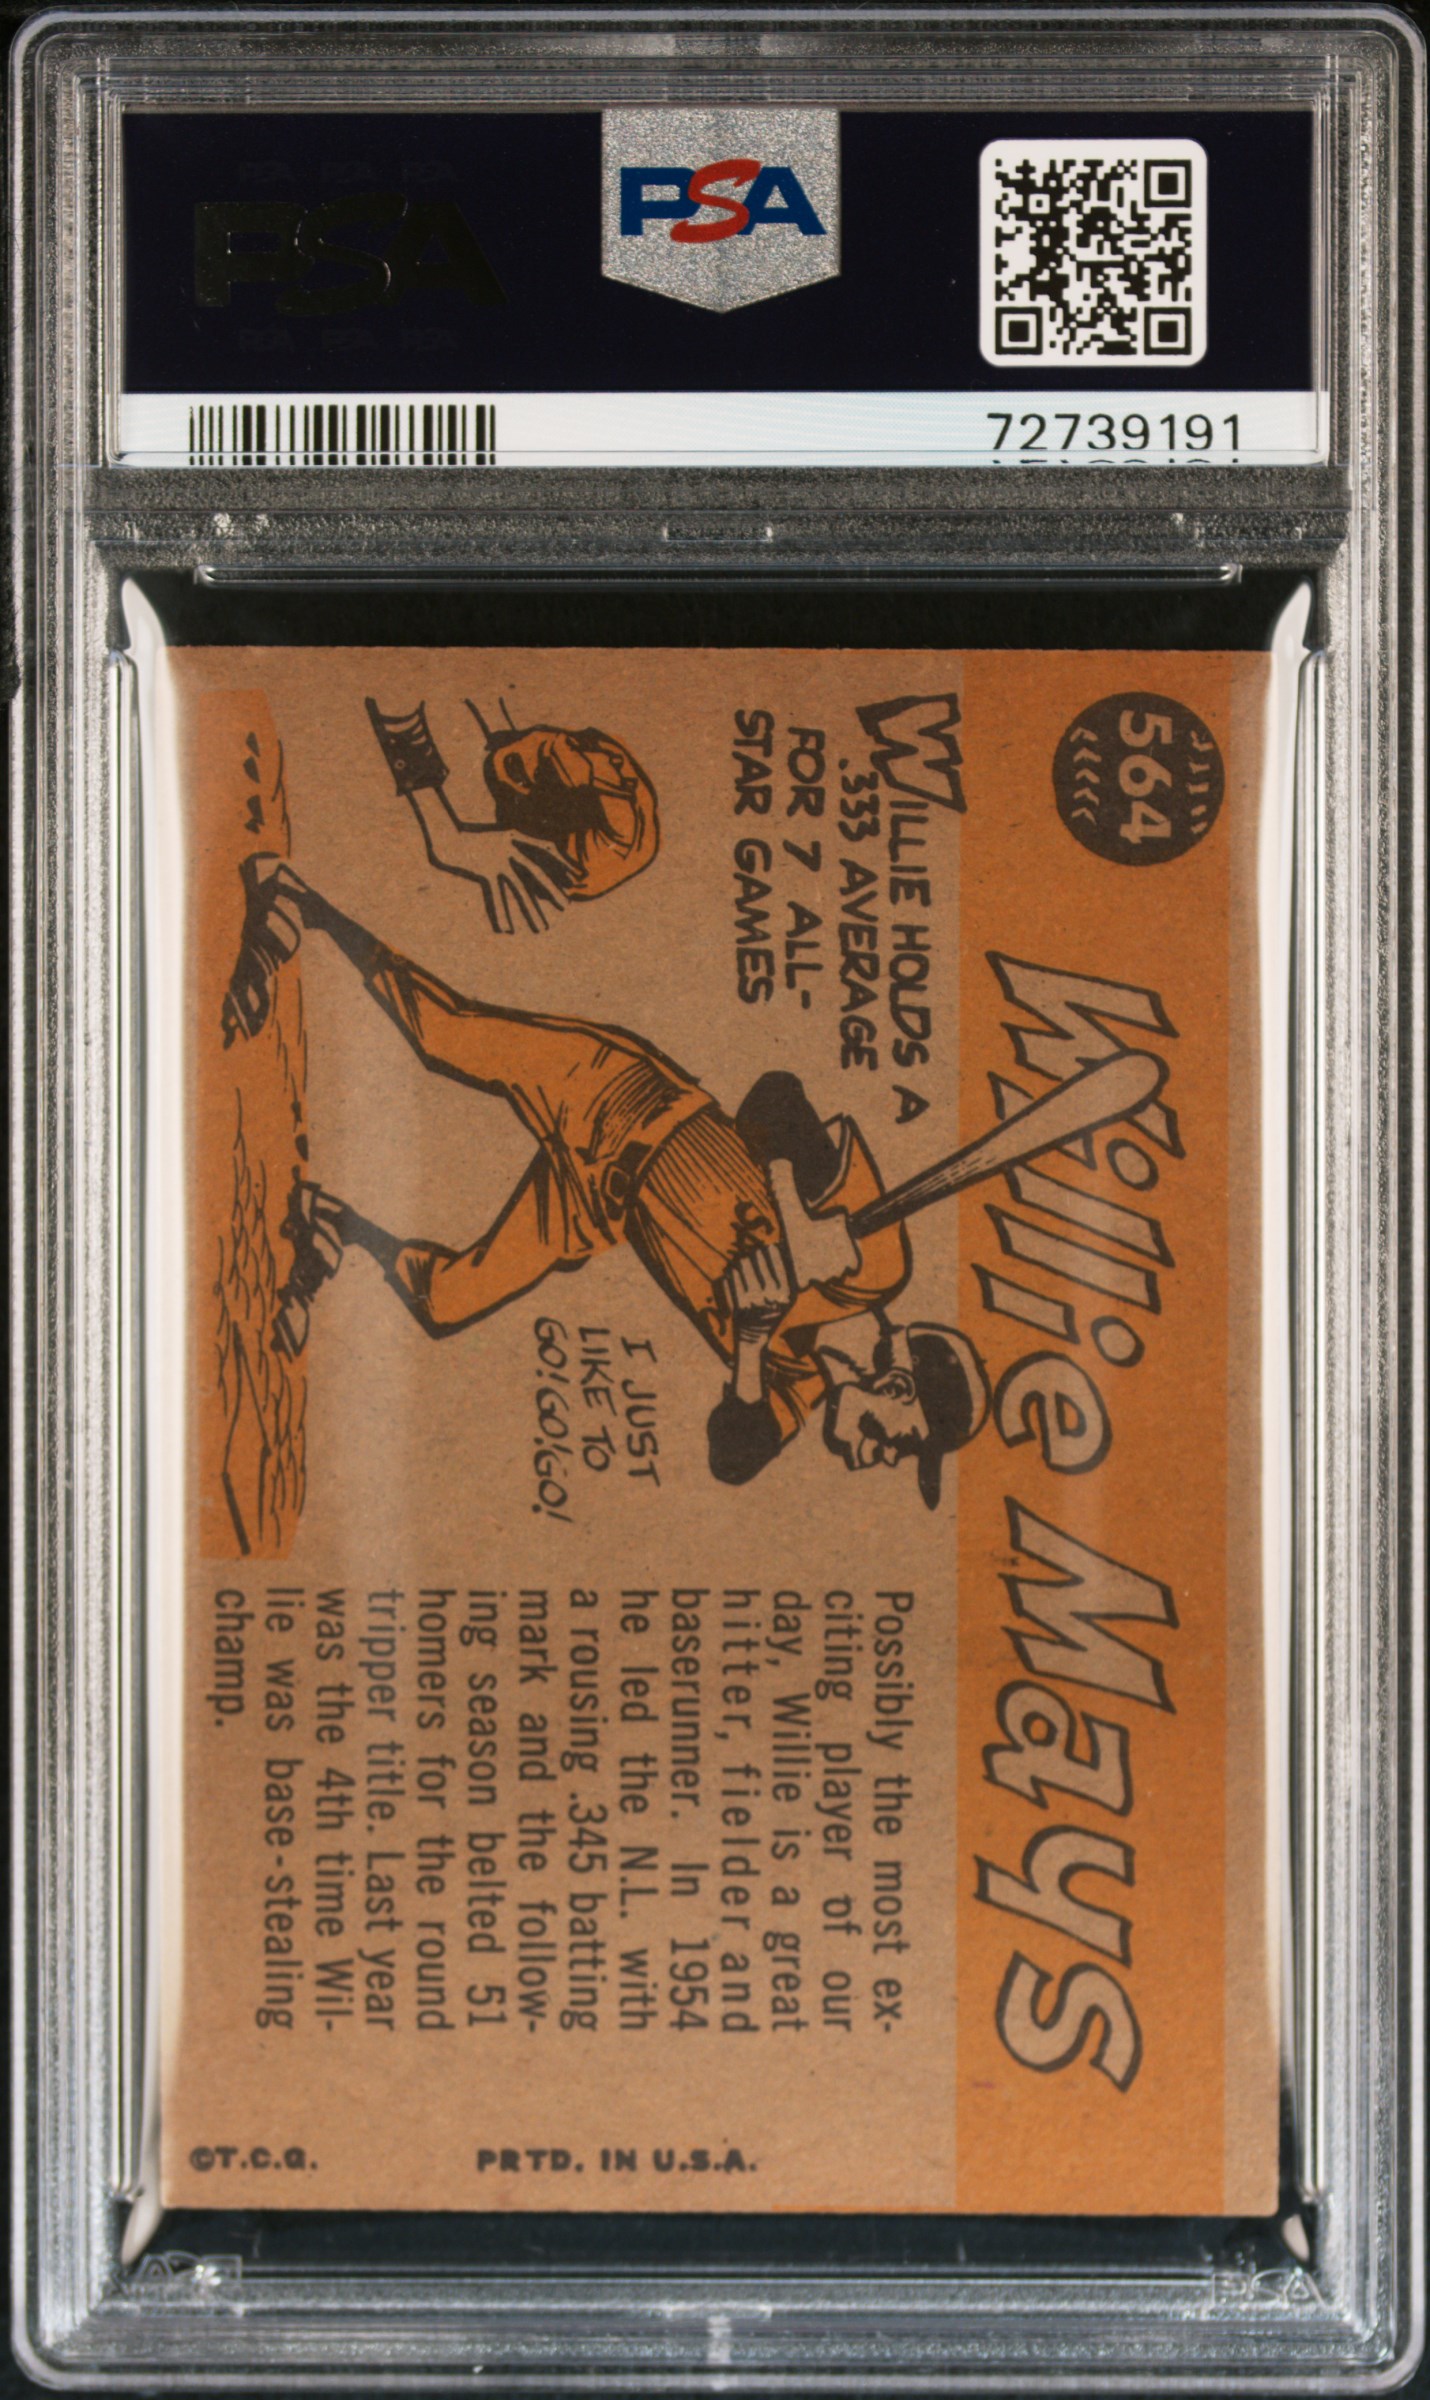 PSA
PSA
72739191
564
Willie Mays
WILLIE HOLDS A
.333 AVERAGE
FOR 7 ALL-
STAR GAMES
I JUST
LIKE TO
GO! GO! GO!
Possibly the most ex-
citing player of our
day, Willie is a great
hitter, fielder and
baserunner. In 1954
he led the N.L. with
a rousing .345 batting
mark and the follow-
ing season belted 51
homers for the round
tripper title. Last year
was the 4th time Wil-
lie was base-stealing
champ.
©T.C.G.
PRTD. IN U.S.A.
PSA
PSA